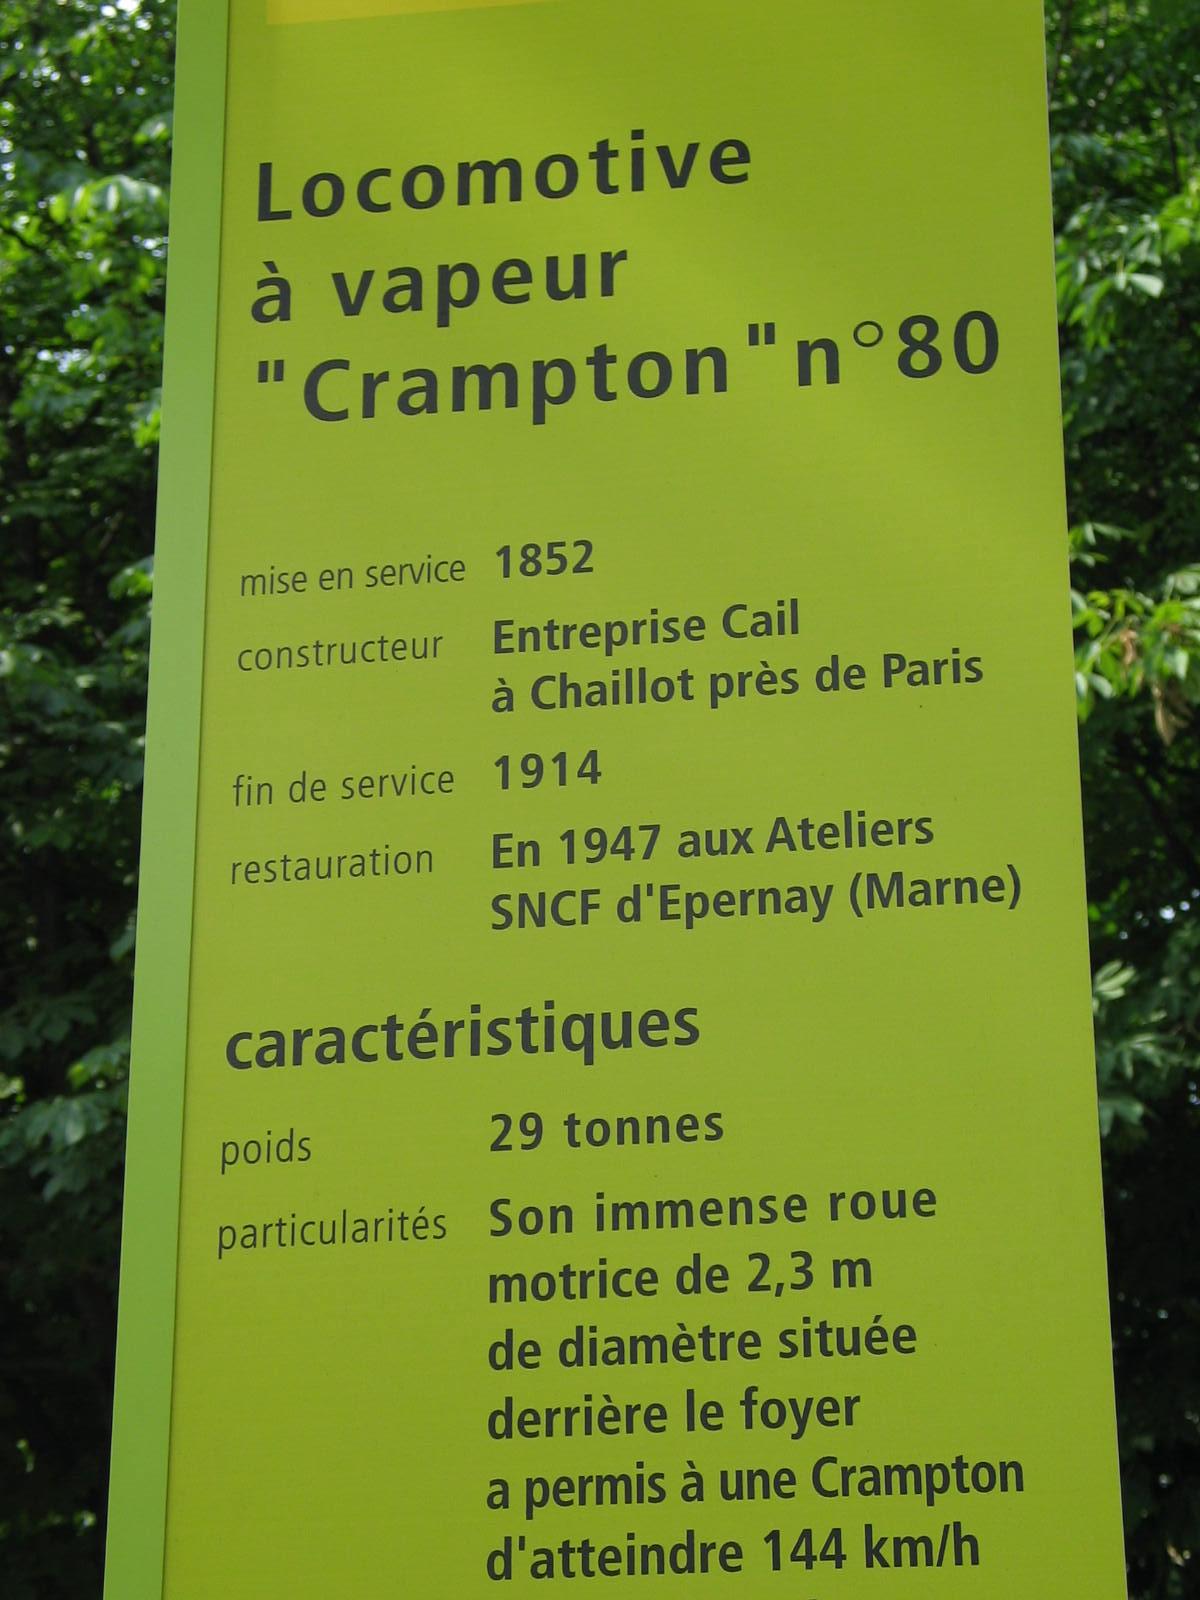 Locomotive
à vapeur
"Crampton" n°80
mise en service 1852
constructeur Entreprise Cail
à Chaillot près de Paris
fin de service 1914
restauration En 1947 aux Ateliers
SNCF d'Epernay (Marne)
caractéristiques
poids 29 tonnes
particularités Son immense roue
motrice de 2,3 m
de diamètre située
derrière le foyer
a permis à une Crampton
d'atteindre 144 km/h